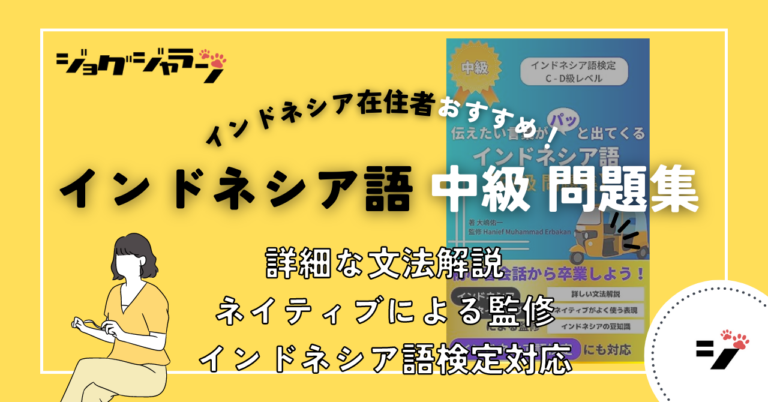 ジョグジャラン
インドネシア在住者おすすめ!
インドネシア語 中級 問題集
詳細な文法解説
ネイティブによる監修
インドネシア語検定対応
中級
インドネシア語検定
C - D級レベル
伝えたい言葉がパッと出てくる
インドネシア語
監修 Hanief Muhammad Erbakan
会話から卒業しよう!
詳しい文法解説
ネイティブがよく使う表現
インドネシアの豆知識
にも対応
ジ